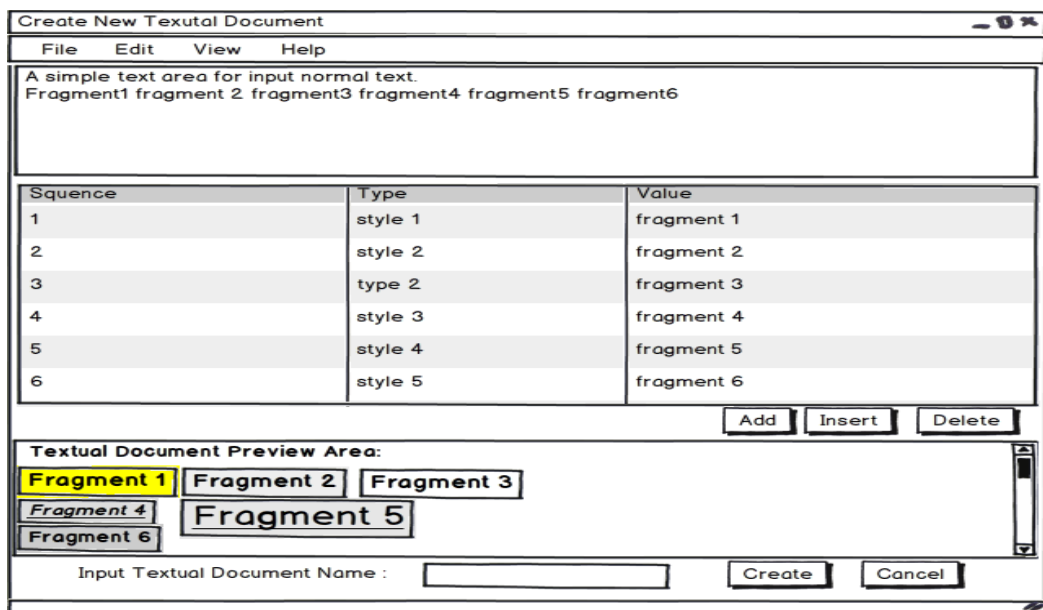 Create New Texutal Document
File Edit View Help
A simple text area for input normal text.
Fragment1 fragment 2 fragment3 fragment4 fragment5 fragment6
Squence Type Value
1 style 1 fragment 1
2 style 2 fragment 2
3 type 2 fragment 3
4 style 3 fragment 4
5 style 4 fragment 5
6 style 5 fragment 6
Add Insert Delete
Textual Document Preview Area:
Fragment 1 Fragment 2 Fragment 3
Fragment 4 Fragment 5
Fragment 6
Input Textual Document Name : Create Cancel